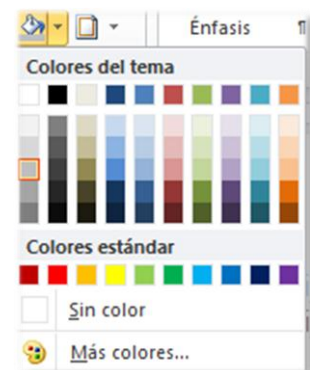 Énfasis ¶
Colores del tema
Colores estándar
Sin color
Más colores...